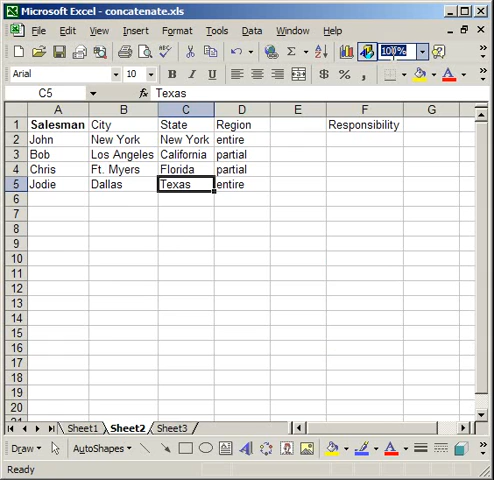 Microsoft Excel - concatenate.xls
File Edit View Insert Format Tools Data Window Help
Σ 100% ?
Arial 10 B I U $ % , A
C5 fx Texas
A B C D E F G
1 Salesman City State Region Responsibility
2 John New York New York entire
3 Bob Los Angeles California partial
4 Chris Ft. Myers Florida partial
5 Jodie Dallas Texas entire
6
7
8
9
10
11
12
13
14
15
16
17
18
19
20
Sheet1 Sheet2 Sheet3
Draw AutoShapes A A
Ready